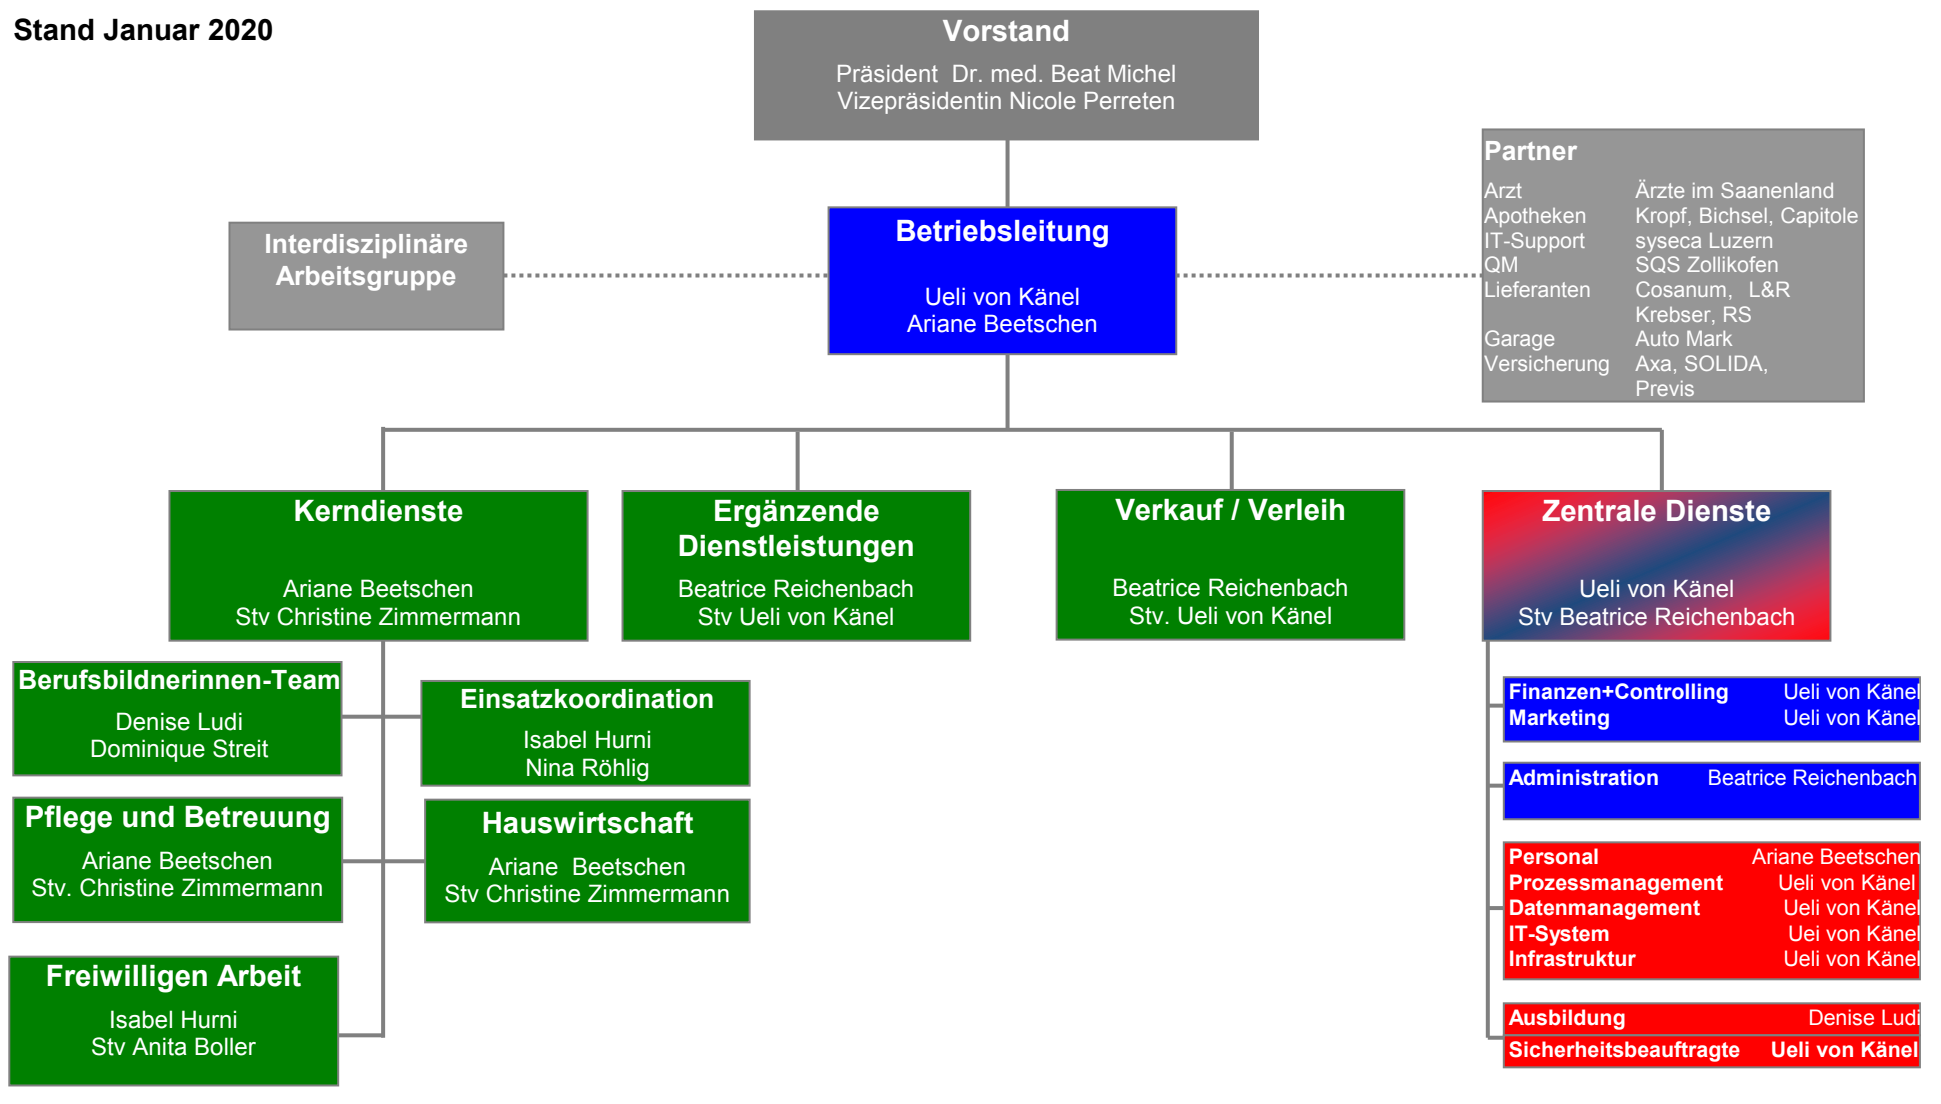 Stand Januar 2020
Vorstand
Präsident Dr. med. Beat Michel
Vizepräsidentin Nicole Perreten
Partner
Arzt Ärzte im Saanenland
Apotheken Kropf, Bichsel, Capitole
IT-Support syseca Luzern
QM SQS Zollikofen
Lieferanten Cosanum, L&R
Krebser, RS
Garage Auto Mark
Versicherung Axa, SOLIDA,
Previs
Interdisziplinäre
Arbeitsgruppe
Betriebsleitung
Ueli von Känel
Ariane Beetschen
Kerndienste
Ariane Beetschen
Stv Christine Zimmermann
Ergänzende
Dienstleistungen
Beatrice Reichenbach
Stv Ueli von Känel
Verkauf / Verleih
Beatrice Reichenbach
Stv. Ueli von Känel
Zentrale Dienste
Ueli von Känel
Stv Beatrice Reichenbach
Berufsbildnerinnen-Team
Denise Ludi
Dominique Streit
Einsatzkoordination
Isabel Hurni
Nina Röhlig
Pflege und Betreuung
Ariane Beetschen
Stv. Christine Zimmermann
Hauswirtschaft
Ariane Beetschen
Stv Christine Zimmermann
Freiwilligen Arbeit
Isabel Hurni
Stv Anita Boller
Finanzen+Controlling Ueli von Känel
Marketing Ueli von Känel
Administration Beatrice Reichenbach
Personal Ariane Beetschen
Prozessmanagement Ueli von Känel
Datenmanagement Ueli von Känel
IT-System Uei von Känel
Infrastruktur Ueli von Känel
Ausbildung Denise Ludi
Sicherheitsbeauftragte Ueli von Känel